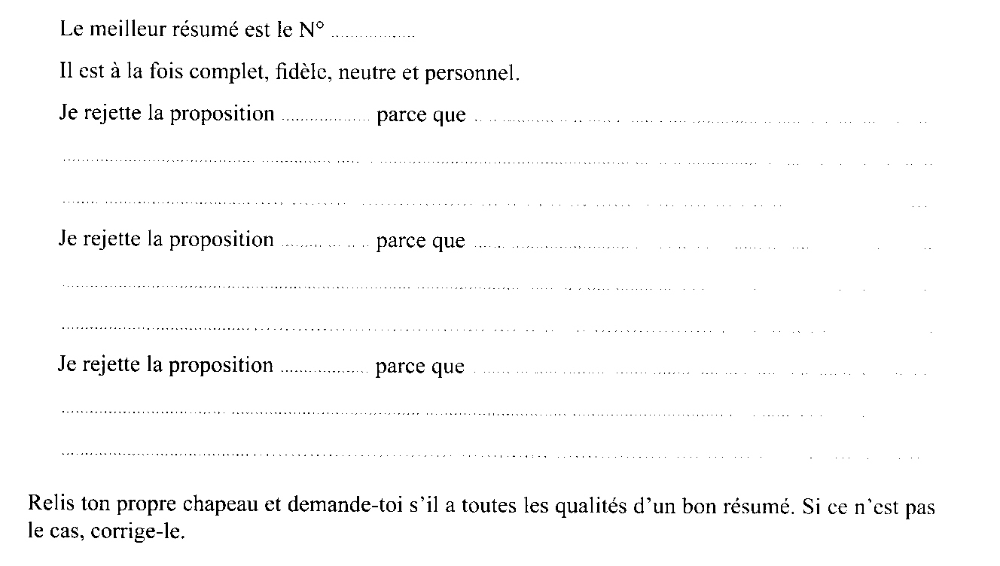 Le meilleur résumé est le N° ..................
Il est à la fois complet, fidèle, neutre et personnel.
Je rejette la proposition .................. parce que ..................
Je rejette la proposition .................. parce que ..................
Je rejette la proposition .................. parce que ..................
Relis ton propre chapeau et demande-toi s'il a toutes les qualités d'un bon résumé. Si ce n'est pas
le cas, corrige-le.